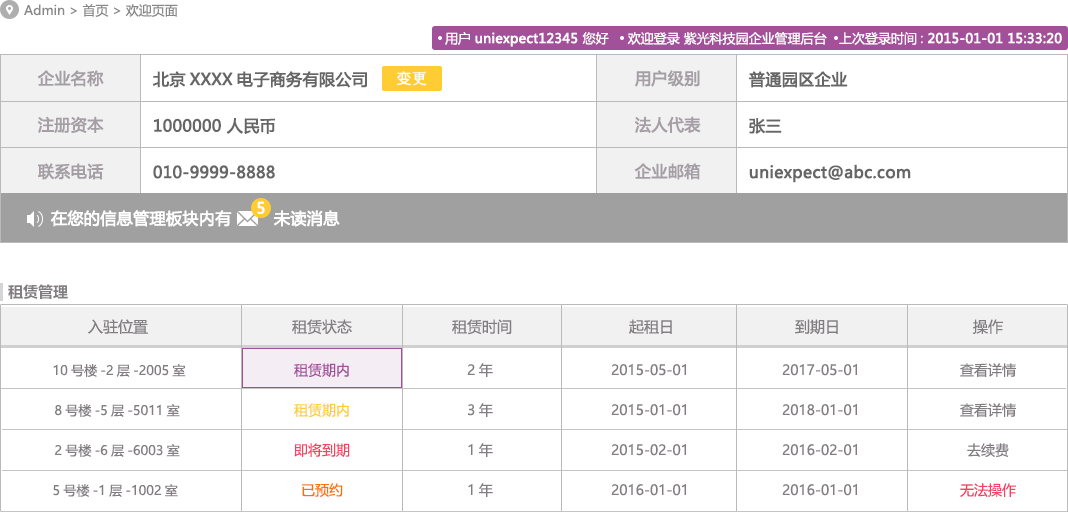 Admin > 首页 > 欢迎页面
•用户 uniexpect12345 您好 •欢迎登录 紫光科技园企业管理后台 •上次登录时间：2015-01-01 15:33:20
企业名称 北京 XXXX 电子商务有限公司 变更 用户级别 普通园区企业
注册资本 1000000 人民币 法人代表 张三
联系电话 010-9999-8888 企业邮箱 uniexpect@abc.com
在您的信息管理板块内有 5 未读消息
租赁管理
入驻位置 租赁状态 租赁时间 起租日 到期日 操作
10 号楼 -2 层 -2005 室 租赁期内 2 年 2015-05-01 2017-05-01 查看详情
8 号楼 -5 层 -5011 室 租赁期内 3 年 2015-01-01 2018-01-01 查看详情
2 号楼 -6 层 -6003 室 即将到期 1 年 2015-02-01 2016-02-01 去续费
5 号楼 -1 层 -1002 室 已预约 1 年 2016-01-01 2016-01-01 无法操作